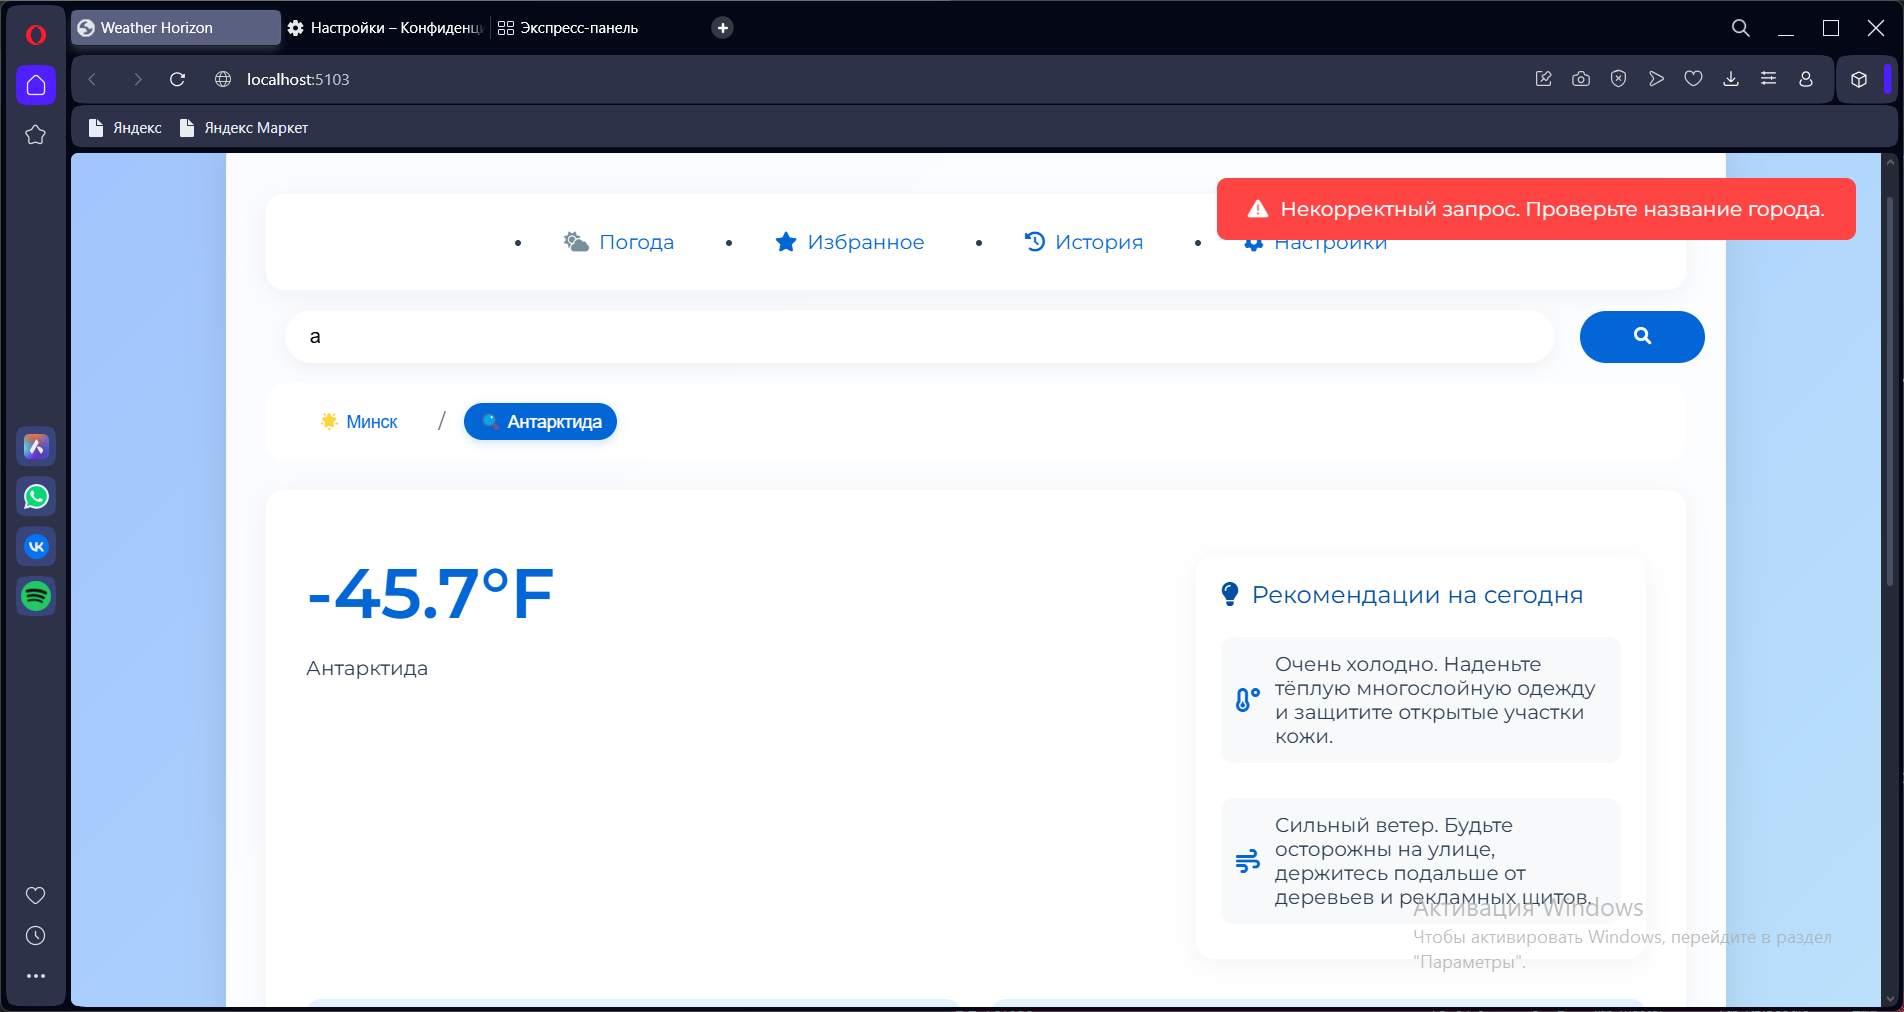 Weather Horizon
Настройки – Конфиденц
Экспресс-панель
localhost:5103
Яндекс
Яндекс Маркет
Некорректный запрос. Проверьте название города.
Погода
Избранное
История
Настройки
а
Минск
/
Антарктида
-45.7°F
Антарктида
Рекомендации на сегодня
Очень холодно. Наденьте
тёплую многослойную одежду
и защитите открытые участки
кожи.
Сильный ветер. Будьте
осторожны на улице,
держитесь подальше от
деревьев и рекламных щитов.
Активация Windows
Чтобы активировать Windows, перейдите в раздел
"Параметры".